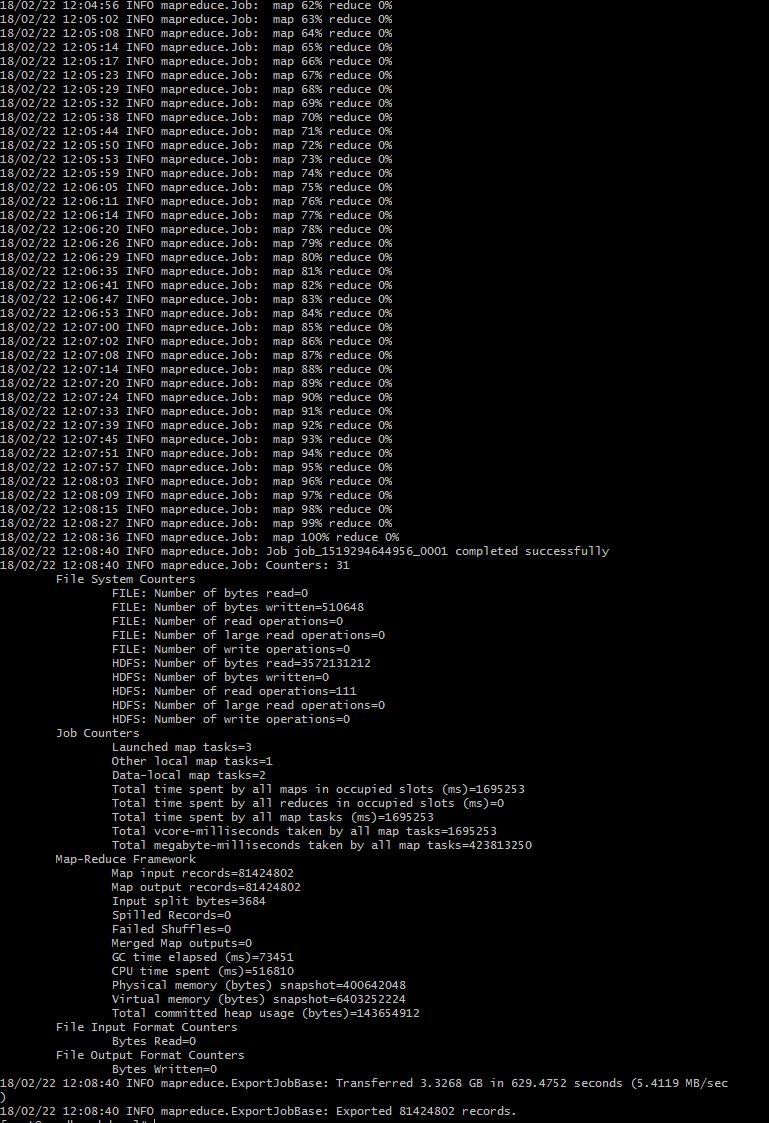 18/02/22 12:04:56 INFO mapreduce.Job:  map 62% reduce 0%
18/02/22 12:05:02 INFO mapreduce.Job:  map 63% reduce 0%
18/02/22 12:05:08 INFO mapreduce.Job:  map 64% reduce 0%
18/02/22 12:05:14 INFO mapreduce.Job:  map 65% reduce 0%
18/02/22 12:05:17 INFO mapreduce.Job:  map 66% reduce 0%
18/02/22 12:05:23 INFO mapreduce.Job:  map 67% reduce 0%
18/02/22 12:05:29 INFO mapreduce.Job:  map 68% reduce 0%
18/02/22 12:05:32 INFO mapreduce.Job:  map 69% reduce 0%
18/02/22 12:05:38 INFO mapreduce.Job:  map 70% reduce 0%
18/02/22 12:05:44 INFO mapreduce.Job:  map 71% reduce 0%
18/02/22 12:05:50 INFO mapreduce.Job:  map 72% reduce 0%
18/02/22 12:05:53 INFO mapreduce.Job:  map 73% reduce 0%
18/02/22 12:05:59 INFO mapreduce.Job:  map 74% reduce 0%
18/02/22 12:06:05 INFO mapreduce.Job:  map 75% reduce 0%
18/02/22 12:06:11 INFO mapreduce.Job:  map 76% reduce 0%
18/02/22 12:06:14 INFO mapreduce.Job:  map 77% reduce 0%
18/02/22 12:06:20 INFO mapreduce.Job:  map 78% reduce 0%
18/02/22 12:06:26 INFO mapreduce.Job:  map 79% reduce 0%
18/02/22 12:06:29 INFO mapreduce.Job:  map 80% reduce 0%
18/02/22 12:06:35 INFO mapreduce.Job:  map 81% reduce 0%
18/02/22 12:06:41 INFO mapreduce.Job:  map 82% reduce 0%
18/02/22 12:06:47 INFO mapreduce.Job:  map 83% reduce 0%
18/02/22 12:06:53 INFO mapreduce.Job:  map 84% reduce 0%
18/02/22 12:07:00 INFO mapreduce.Job:  map 85% reduce 0%
18/02/22 12:07:02 INFO mapreduce.Job:  map 86% reduce 0%
18/02/22 12:07:08 INFO mapreduce.Job:  map 87% reduce 0%
18/02/22 12:07:14 INFO mapreduce.Job:  map 88% reduce 0%
18/02/22 12:07:20 INFO mapreduce.Job:  map 89% reduce 0%
18/02/22 12:07:24 INFO mapreduce.Job:  map 90% reduce 0%
18/02/22 12:07:33 INFO mapreduce.Job:  map 91% reduce 0%
18/02/22 12:07:39 INFO mapreduce.Job:  map 92% reduce 0%
18/02/22 12:07:45 INFO mapreduce.Job:  map 93% reduce 0%
18/02/22 12:07:51 INFO mapreduce.Job:  map 94% reduce 0%
18/02/22 12:07:57 INFO mapreduce.Job:  map 95% reduce 0%
18/02/22 12:08:03 INFO mapreduce.Job:  map 96% reduce 0%
18/02/22 12:08:09 INFO mapreduce.Job:  map 97% reduce 0%
18/02/22 12:08:15 INFO mapreduce.Job:  map 98% reduce 0%
18/02/22 12:08:27 INFO mapreduce.Job:  map 99% reduce 0%
18/02/22 12:08:36 INFO mapreduce.Job:  map 100% reduce 0%
18/02/22 12:08:40 INFO mapreduce.Job: Job job_1519294644956_0001 completed successfully
18/02/22 12:08:40 INFO mapreduce.Job: Counters: 31
File System Counters
FILE: Number of bytes read=0
FILE: Number of bytes written=510648
FILE: Number of read operations=0
FILE: Number of large read operations=0
FILE: Number of write operations=0
HDFS: Number of bytes read=3572131212
HDFS: Number of bytes written=0
HDFS: Number of read operations=111
HDFS: Number of large read operations=0
HDFS: Number of write operations=0
Job Counters
Launched map tasks=3
Other local map tasks=1
Data-local map tasks=2
Total time spent by all maps in occupied slots (ms)=1695253
Total time spent by all reduces in occupied slots (ms)=0
Total time spent by all map tasks (ms)=1695253
Total vcore-milliseconds taken by all map tasks=1695253
Total megabyte-milliseconds taken by all map tasks=423813250
Map-Reduce Framework
Map input records=81424802
Map output records=81424802
Input split bytes=3684
Spilled Records=0
Failed Shuffles=0
Merged Map outputs=0
GC time elapsed (ms)=73451
CPU time spent (ms)=516810
Physical memory (bytes) snapshot=400642048
Virtual memory (bytes) snapshot=6403252224
Total committed heap usage (bytes)=143654912
File Input Format Counters
Bytes Read=0
File Output Format Counters
Bytes Written=0
18/02/22 12:08:40 INFO mapreduce.ExportJobBase: Transferred 3.3268 GB in 629.4752 seconds (5.4119 MB/sec
)
18/02/22 12:08:40 INFO mapreduce.ExportJobBase: Exported 81424802 records.